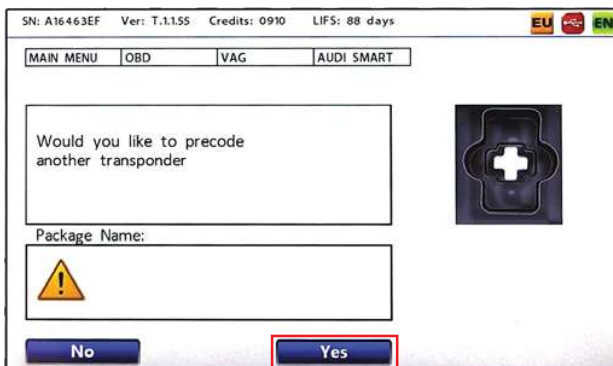 SN: A16463EF Ver: T.1.1.55 Credits: 0910 LIFS: 88 days EU EN
MAIN MENU OBD VAG AUDI SMART
Would you like to precode
another transponder
Package Name:
No Yes